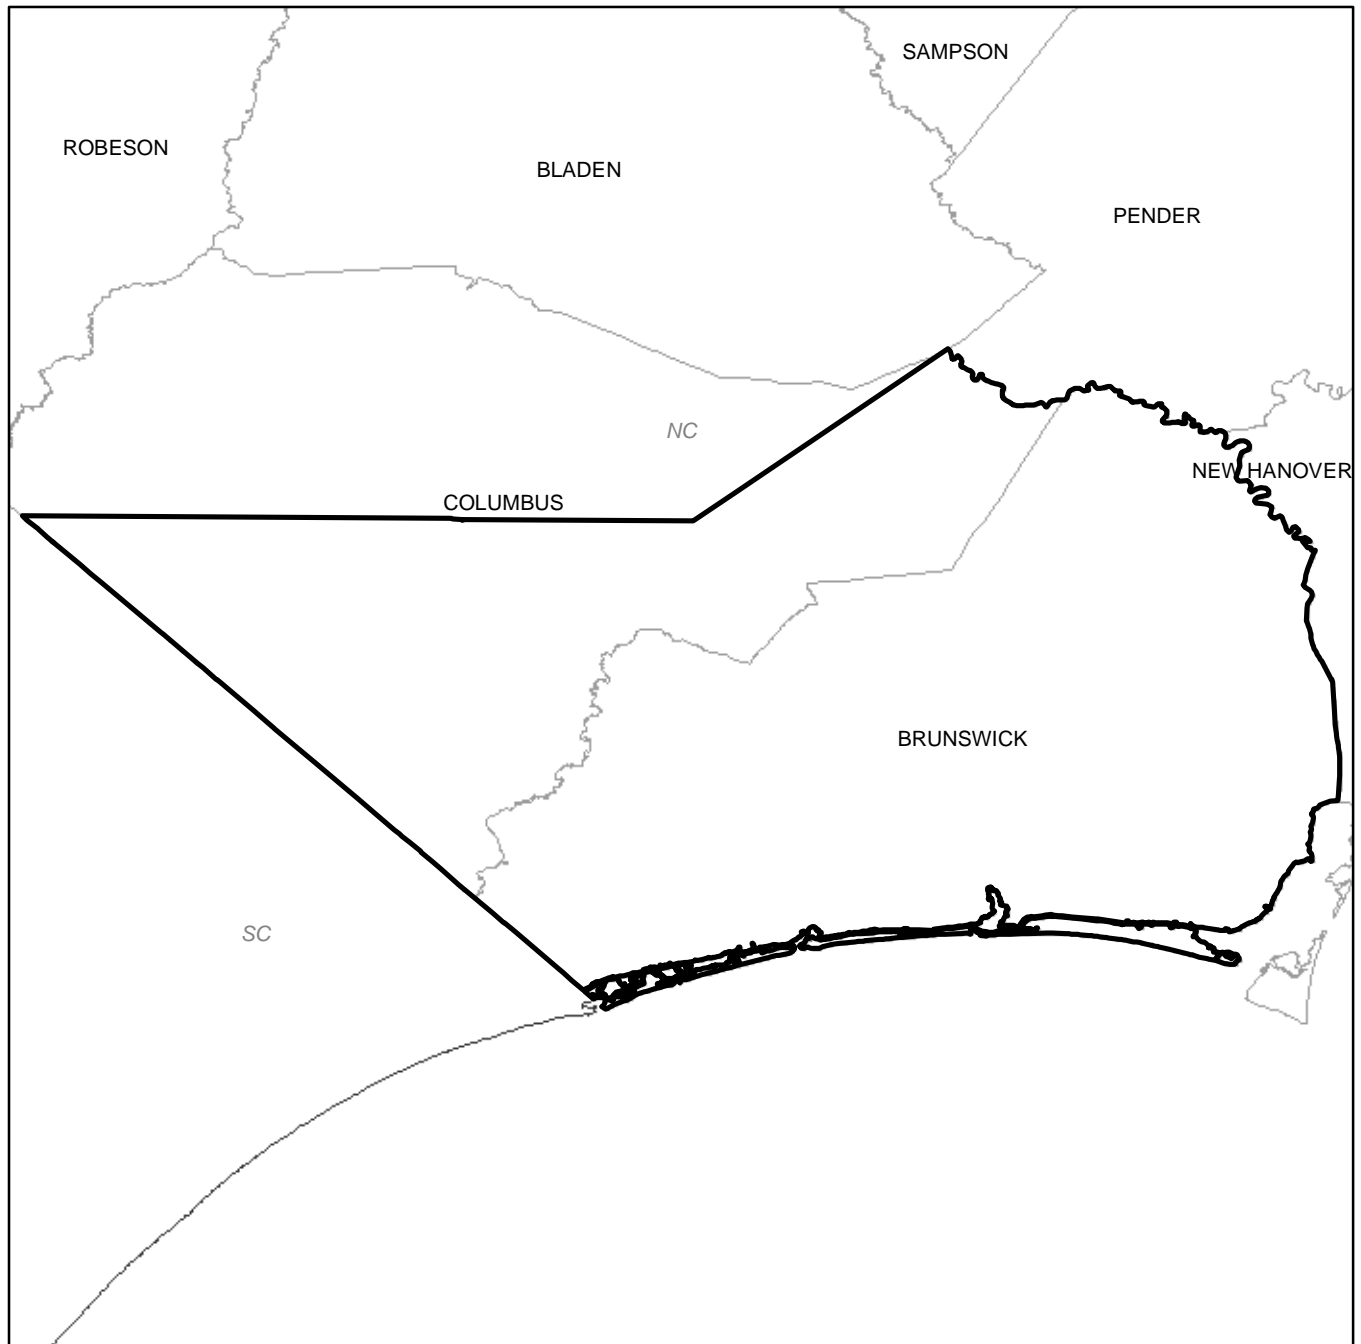 SAMPSON
ROBESON
BLADEN
PENDER
NC
NEW HANOVER
COLUMBUS
BRUNSWICK
SC